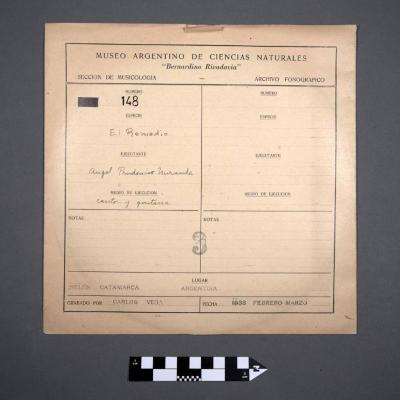 MUSEO ARGENTINO DE CIENCIAS NATURALES
"Bernardino Rivadavia"
SECCION DE MUSICOLOGIA — ARCHIVO FONOGRAFICO
NUMERO NUMERO
148
ESPECIE ESPECIE
El Remedio
EJECUTANTE EJECUTANTE
Angel Prudencio Miranda
MEDIO DE EJECUCION MEDIO DE EJECUCION
canto y guitarra
NOTAS NOTAS
3
LUGAR
BELEN CATAMARCA ARGENTINA
GRABADO POR CARLOS VEGA FECHA 1933 FEBRERO-MARZO